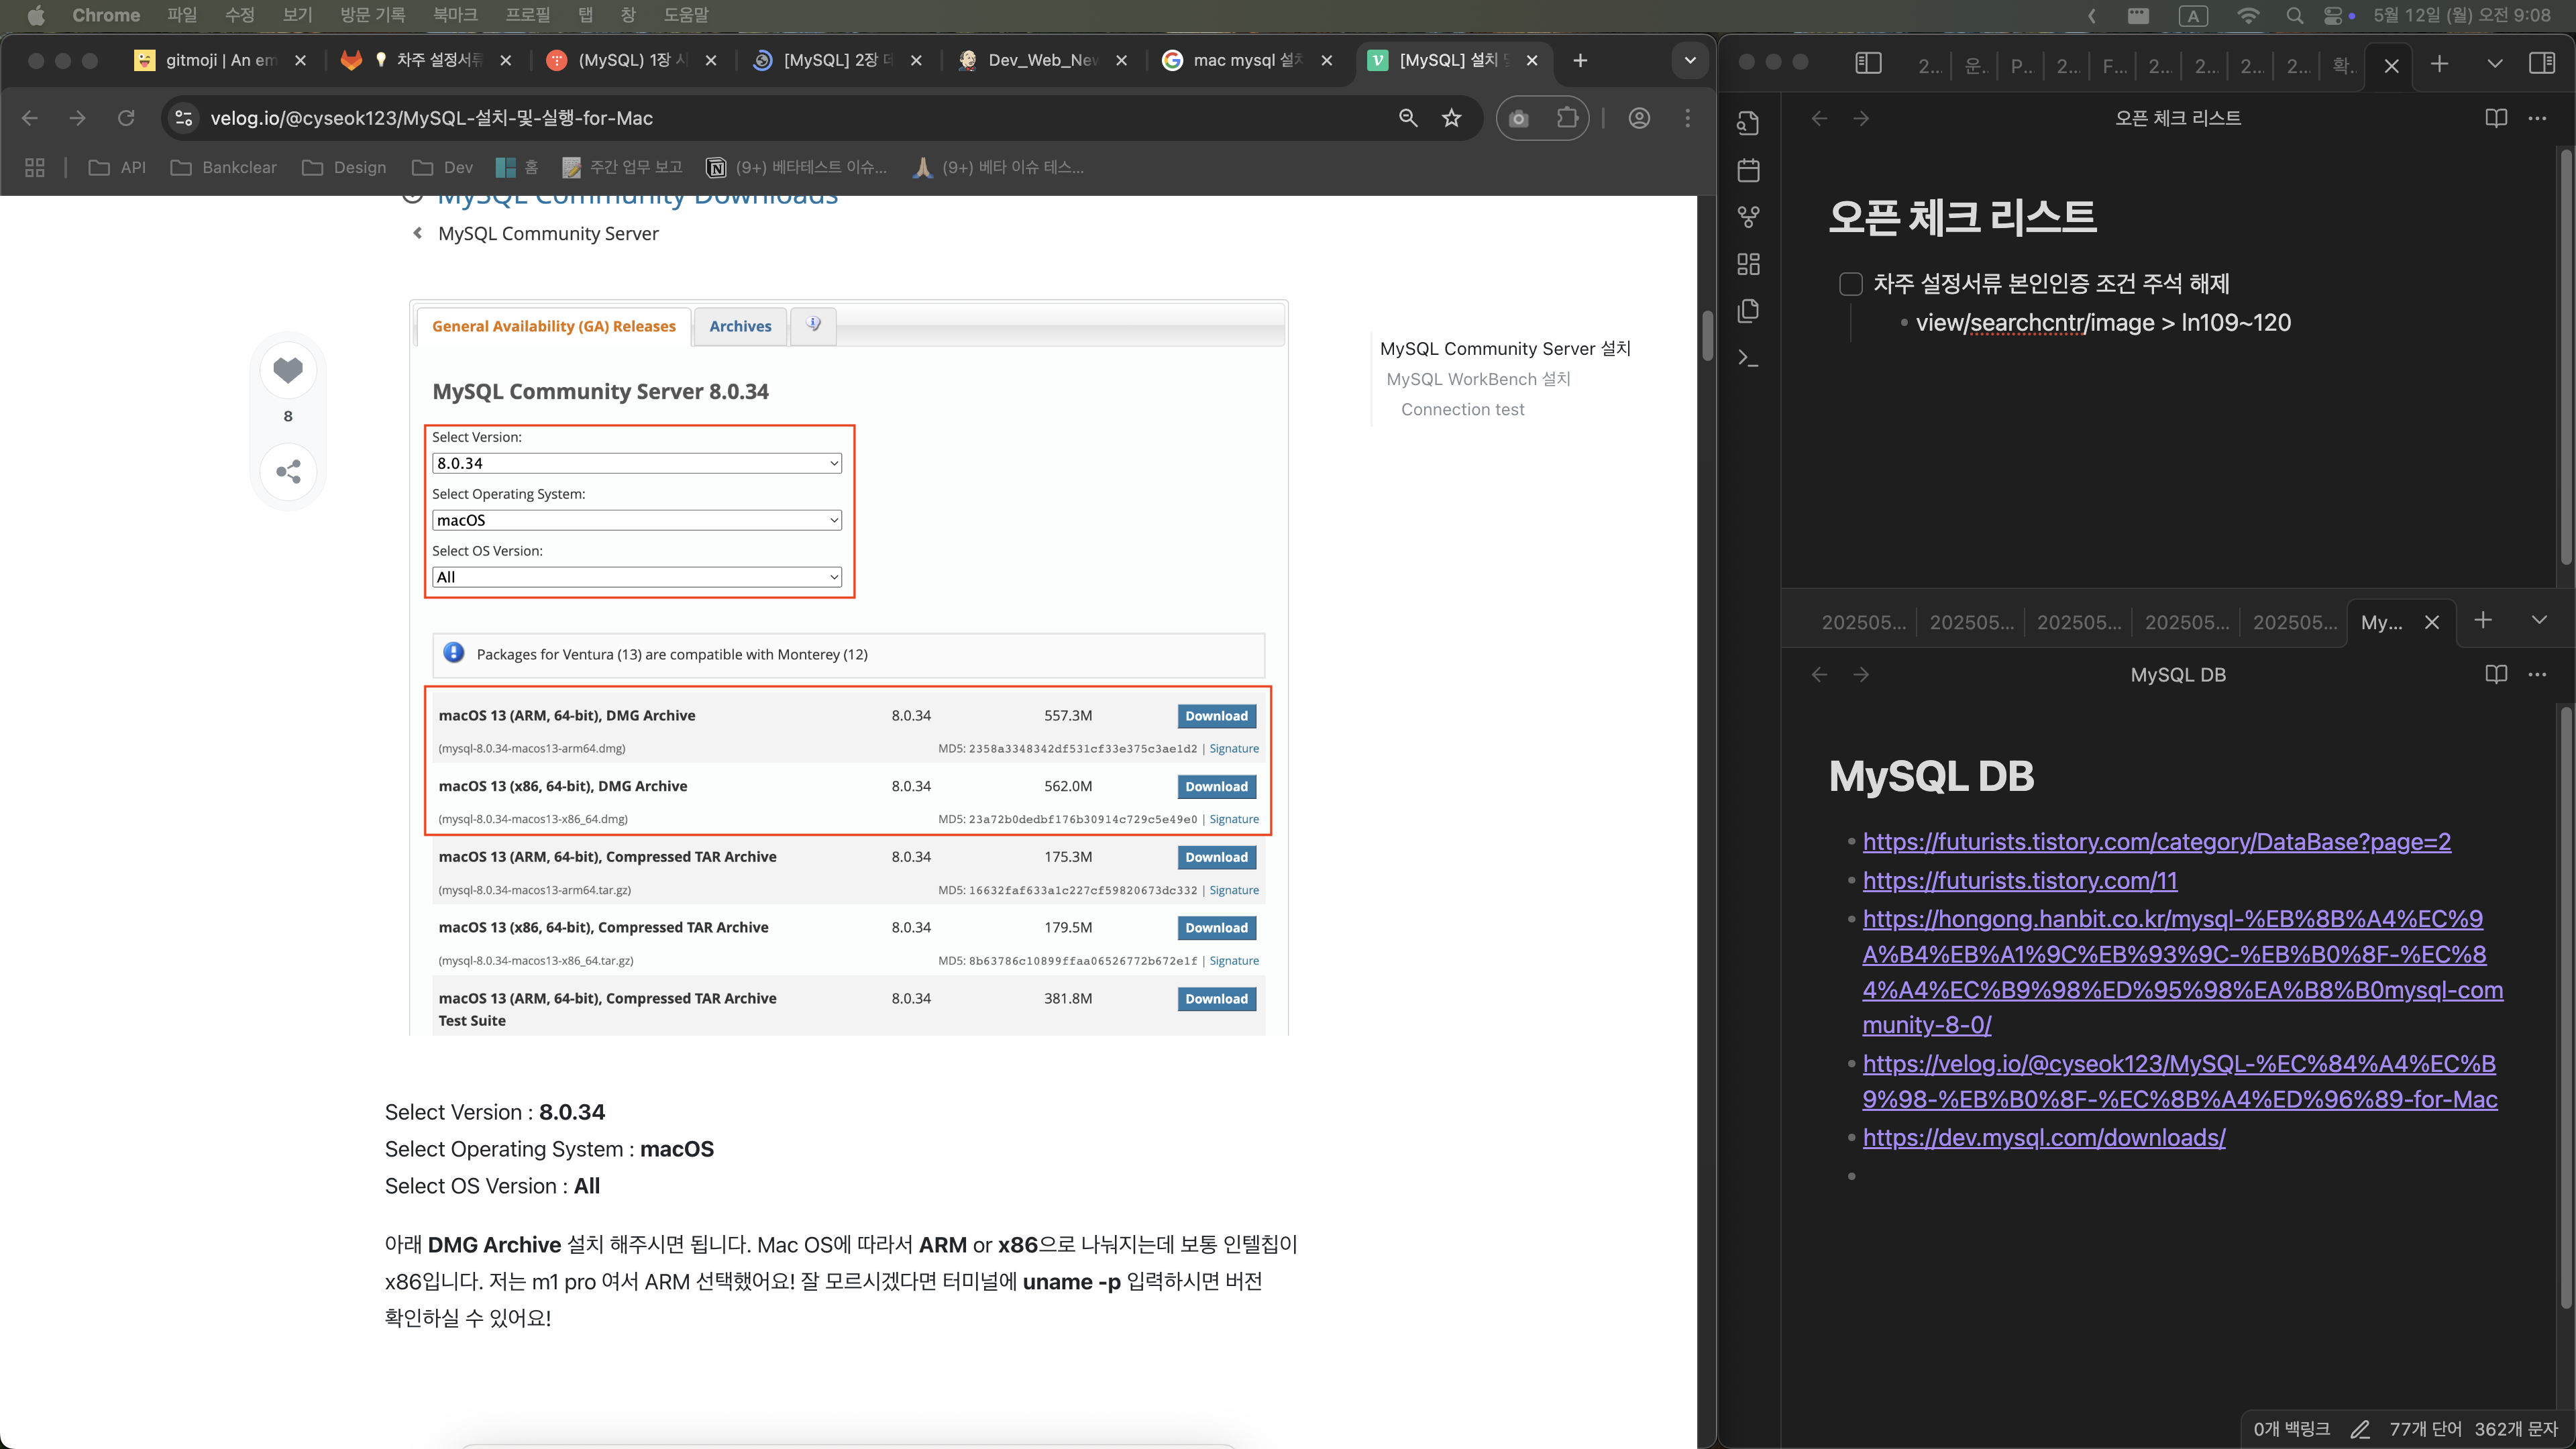 Chrome 파일 수정 보기 방문 기록 북마크 프로필 탭 창 도움말
A 5월 12일 (월) 오전 9:08
gitmoji | An em 차주 설정서류 (MySQL) 1장 시 [MySQL] 2장 데 Dev_Web_New mac mysql 설치 [MySQL] 설치 및
velog.io/@cyseok123/MySQL-설치-및-실행-for-Mac
API Bankclear Design Dev 홈 주간 업무 보고 (9+) 베타테스트 이슈... (9+) 베타 이슈 테스...
MySQL Community Downloads
MySQL Community Server
General Availability (GA) Releases Archives
MySQL Community Server 8.0.34
Select Version:
8.0.34
Select Operating System:
macOS
Select OS Version:
All
Packages for Ventura (13) are compatible with Monterey (12)
macOS 13 (ARM, 64-bit), DMG Archive 8.0.34 557.3M Download
(mysql-8.0.34-macos13-arm64.dmg) MD5: 2358a3348342df531cf33e375c3ae1d2 | Signature
macOS 13 (x86, 64-bit), DMG Archive 8.0.34 562.0M Download
(mysql-8.0.34-macos13-x86_64.dmg) MD5: 23a72b0dedbf176b30914c729c5e49e0 | Signature
macOS 13 (ARM, 64-bit), Compressed TAR Archive 8.0.34 175.3M Download
(mysql-8.0.34-macos13-arm64.tar.gz) MD5: 16632faf633a1c227cf59820673dc332 | Signature
macOS 13 (x86, 64-bit), Compressed TAR Archive 8.0.34 179.5M Download
(mysql-8.0.34-macos13-x86_64.tar.gz) MD5: 8b63786c10899ffaa06526772b672e1f | Signature
macOS 13 (ARM, 64-bit), Compressed TAR Archive 8.0.34 381.8M Download
Test Suite
8
MySQL Community Server 설치
MySQL WorkBench 설치
Connection test
Select Version : 8.0.34
Select Operating System : macOS
Select OS Version : All
아래 DMG Archive 설치 해주시면 됩니다. Mac OS에 따라서 ARM or x86으로 나눠지는데 보통 인텔칩이
x86입니다. 저는 m1 pro 여서 ARM 선택했어요! 잘 모르시겠다면 터미널에 uname -p 입력하시면 버전
확인하실 수 있어요!
2... 운.. P... 2... F... 2... 2... 2... 2... 확..
오픈 체크 리스트
오픈 체크 리스트
차주 설정서류 본인인증 조건 주석 해제
view/searchcntr/image > ln109~120
202505... 202505... 202505... 202505... 202505... My...
MySQL DB
MySQL DB
https://futurists.tistory.com/category/DataBase?page=2
https://futurists.tistory.com/11
https://hongong.hanbit.co.kr/mysql-%EB%8B%A4%EC%9
A%B4%EB%A1%9C%EB%93%9C-%EB%B0%8F-%EC%8
4%A4%EC%B9%98%ED%95%98%EA%B8%B0mysql-com
munity-8-0/
https://velog.io/@cyseok123/MySQL-%EC%84%A4%EC%B
9%98-%EB%B0%8F-%EC%8B%A4%ED%96%89-for-Mac
https://dev.mysql.com/downloads/
0개 백링크 77개 단어 362개 문자